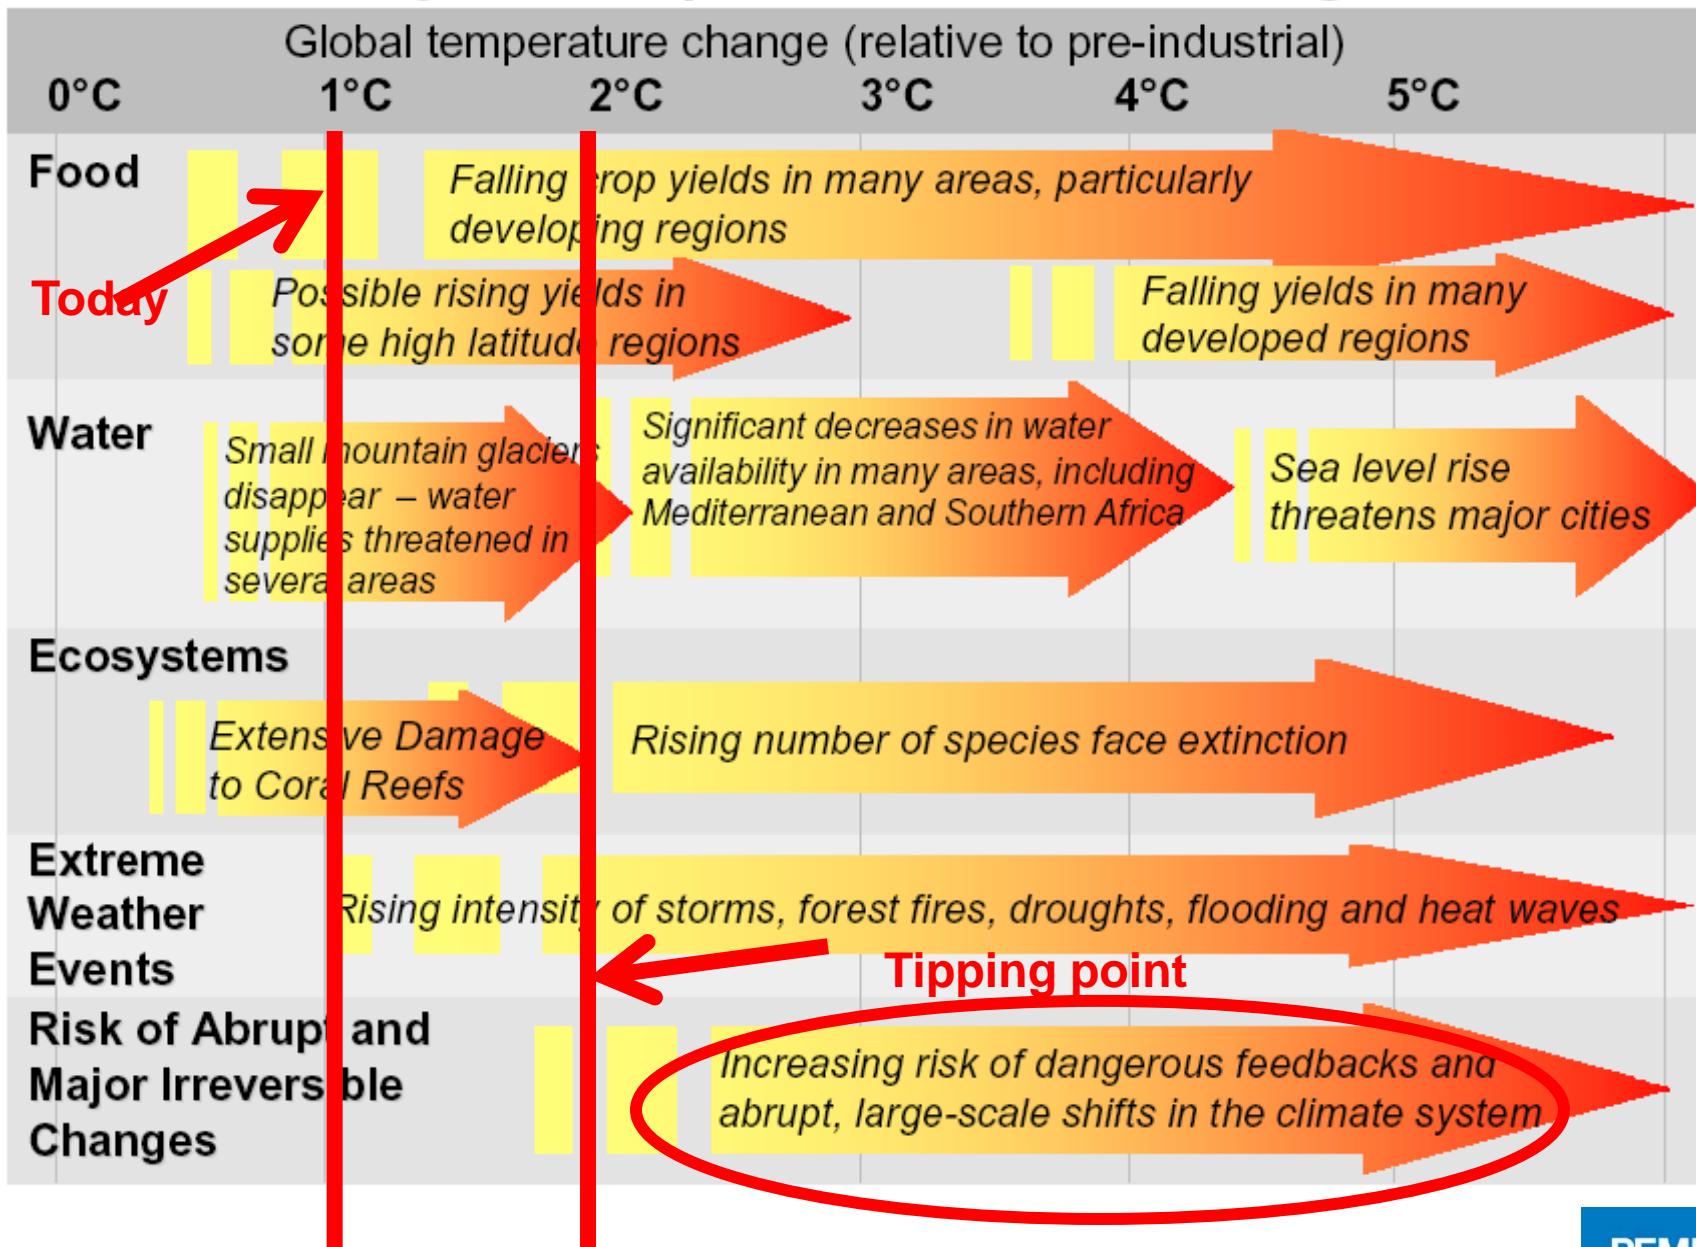 Global temperature change (relative to pre-industrial)
0°C 1°C 2°C 3°C 4°C 5°C
Food
Falling crop yields in many areas, particularly
developing regions
Today
Possible rising yields in
some high latitude regions
Falling yields in many
developed regions
Water
Small mountain glaciers
disappear – water
supplies threatened in
several areas
Significant decreases in water
availability in many areas, including
Mediterranean and Southern Africa
Sea level rise
threatens major cities
Ecosystems
Extensive Damage
to Coral Reefs
Rising number of species face extinction
Extreme
Weather
Events
Rising intensity of storms, forest fires, droughts, flooding and heat waves
Tipping point
Risk of Abrupt and
Major Irreversible
Changes
Increasing risk of dangerous feedbacks and
abrupt, large-scale shifts in the climate system